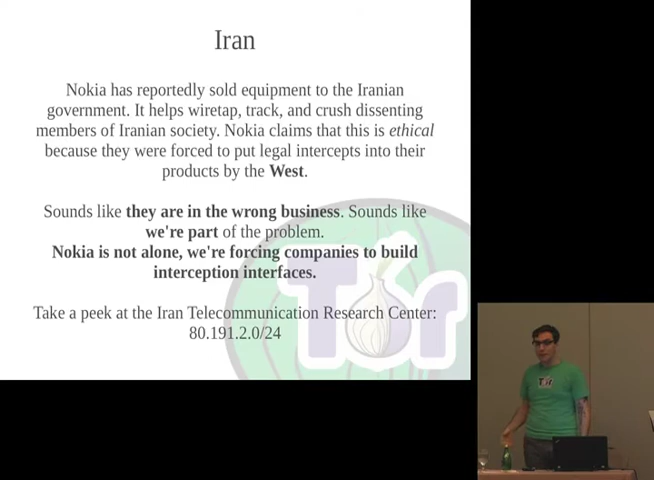 Iran
Nokia has reportedly sold equipment to the Iranian
government. It helps wiretap, track, and crush dissenting
members of Iranian society. Nokia claims that this is ethical
because they were forced to put legal intercepts into their
products by the West.
Sounds like they are in the wrong business. Sounds like
we're part of the problem.
Nokia is not alone, we're forcing companies to build
interception interfaces.
Take a peek at the Iran Telecommunication Research Center:
80.191.2.0/24
Tor
Tor